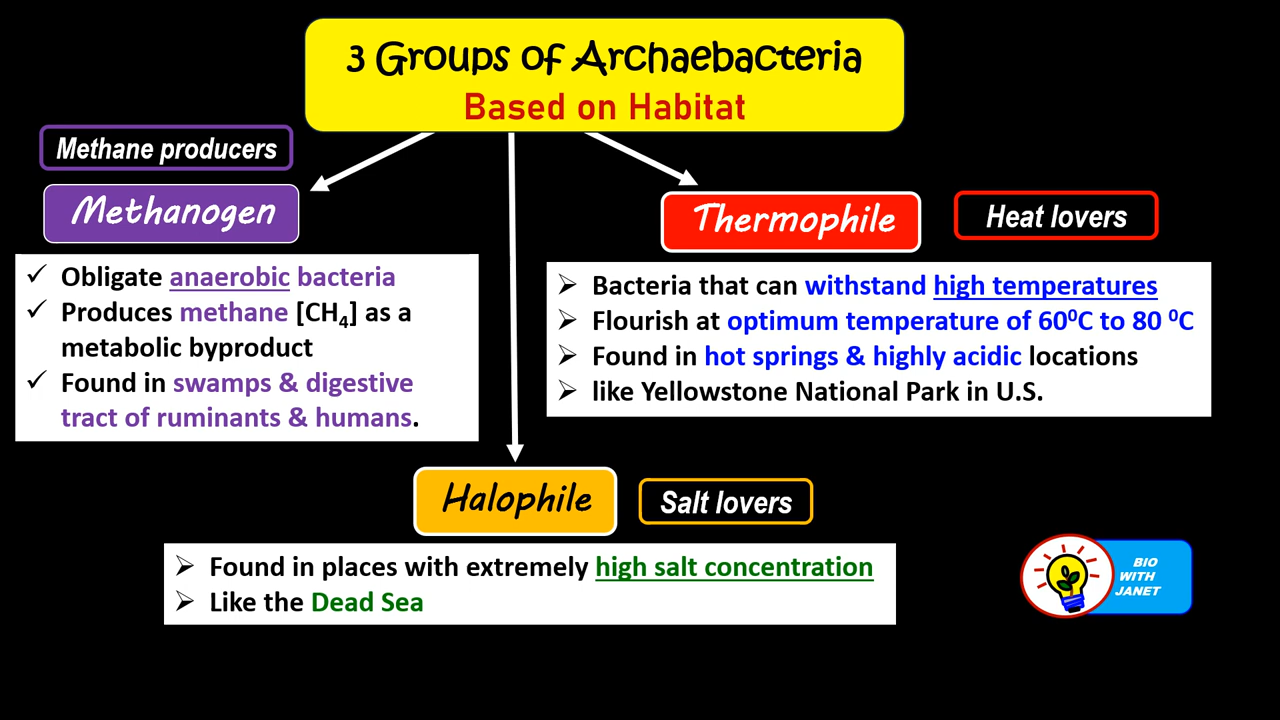 3 Groups of Archaebacteria
Based on Habitat
Methane producers
Methanogen
✓ Obligate anaerobic bacteria
✓ Produces methane [CH₄] as a
metabolic byproduct
✓ Found in swamps & digestive
tract of ruminants & humans.
Thermophile
Heat lovers
➢ Bacteria that can withstand high temperatures
➢ Flourish at optimum temperature of 60⁰C to 80 ⁰C
➢ Found in hot springs & highly acidic locations
➢ like Yellowstone National Park in U.S.
Halophile
Salt lovers
➢ Found in places with extremely high salt concentration
➢ Like the Dead Sea
BIO
WITH
JANET